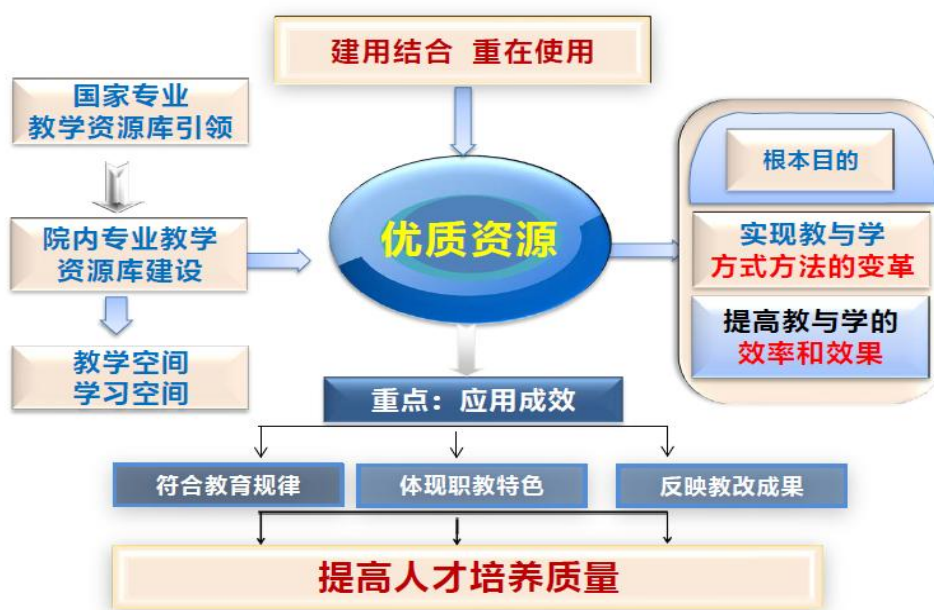 建用结合 重在使用
国家专业
教学资源库引领
根本目的
院内专业教学
资源库建设
优质资源
实现教与学
方式方法的变革
提高教与学的
效率和效果
教学空间
学习空间
重点：应用成效
符合教育规律
体现职教特色
反映教改成果
提高人才培养质量